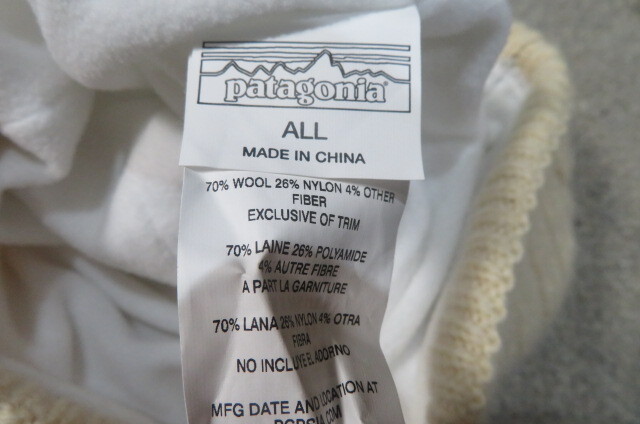 patagonia
ALL
MADE IN CHINA
70% WOOL 26% NYLON 4% OTHER
FIBER
EXCLUSIVE OF TRIM
70% LAINE 26% POLYAMIDE
4% AUTRE FIBRE
A PART LA GARNITURE
70% LANA 26% NYLON 4% OTRA
FIBRA
NO INCLUYE EL ADORNO
MFG DATE AND LOCATION AT